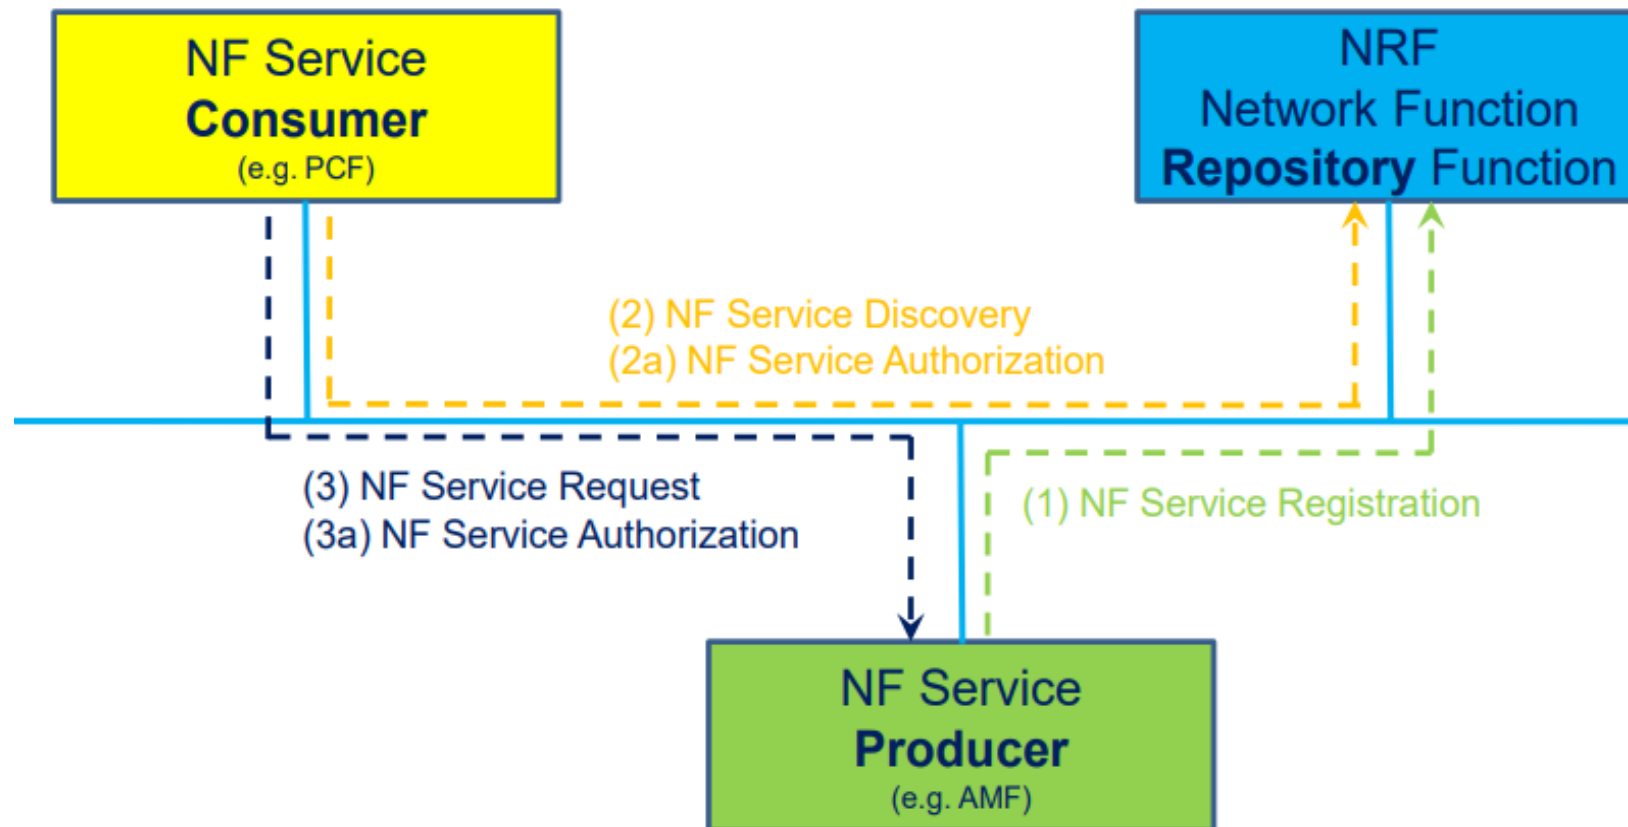 NF Service
Consumer
(e.g. PCF)
NRF
Network Function
Repository Function
(2) NF Service Discovery
(2a) NF Service Authorization
(3) NF Service Request
(3a) NF Service Authorization
(1) NF Service Registration
NF Service
Producer
(e.g. AMF)